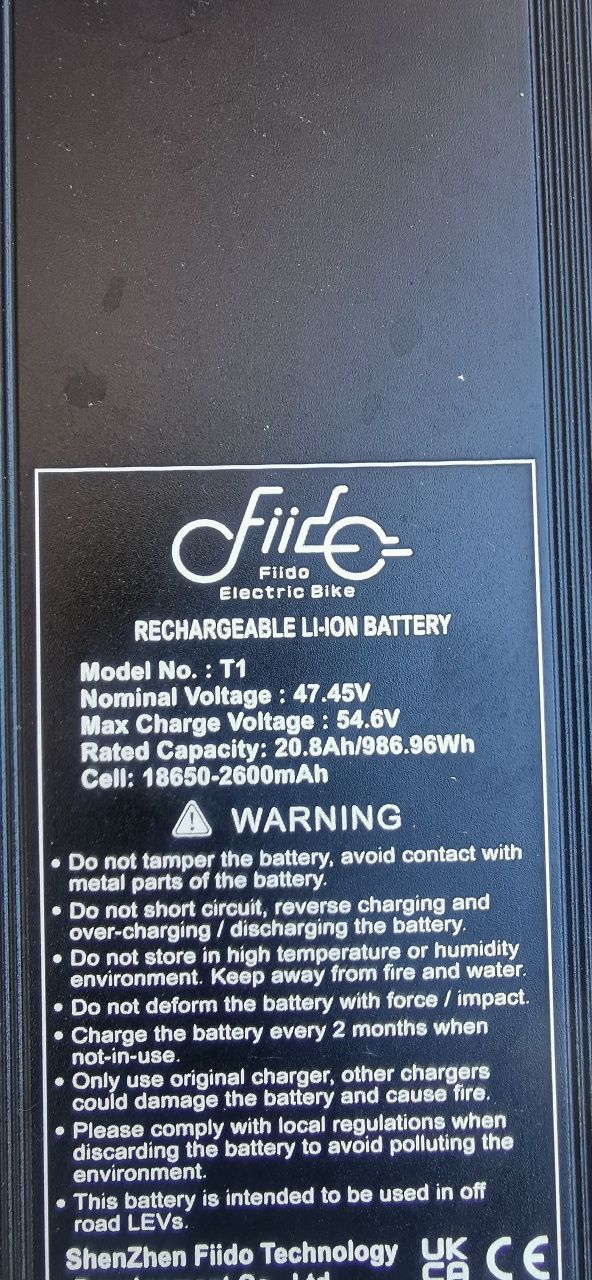 Fiido
Fiido
Electric Bike
RECHARGEABLE LI-ION BATTERY
Model No. : T1
Nominal Voltage : 47.45V
Max Charge Voltage : 54.6V
Rated Capacity: 20.8Ah/986.96Wh
Cell: 18650-2600mAh
WARNING
• Do not tamper the battery, avoid contact with
metal parts of the battery.
• Do not short circuit, reverse charging and
over-charging / discharging the battery.
• Do not store in high temperature or humidity
environment. Keep away from fire and water.
• Do not deform the battery with force / impact.
• Charge the battery every 2 months when
not-in-use.
• Only use original charger, other chargers
could damage the battery and cause fire.
• Please comply with local regulations when
discarding the battery to avoid polluting the
environment.
• This battery is intended to be used in off
road LEVs.
ShenZhen Fiido Technology
UK
CA
CE
Co., Ltd